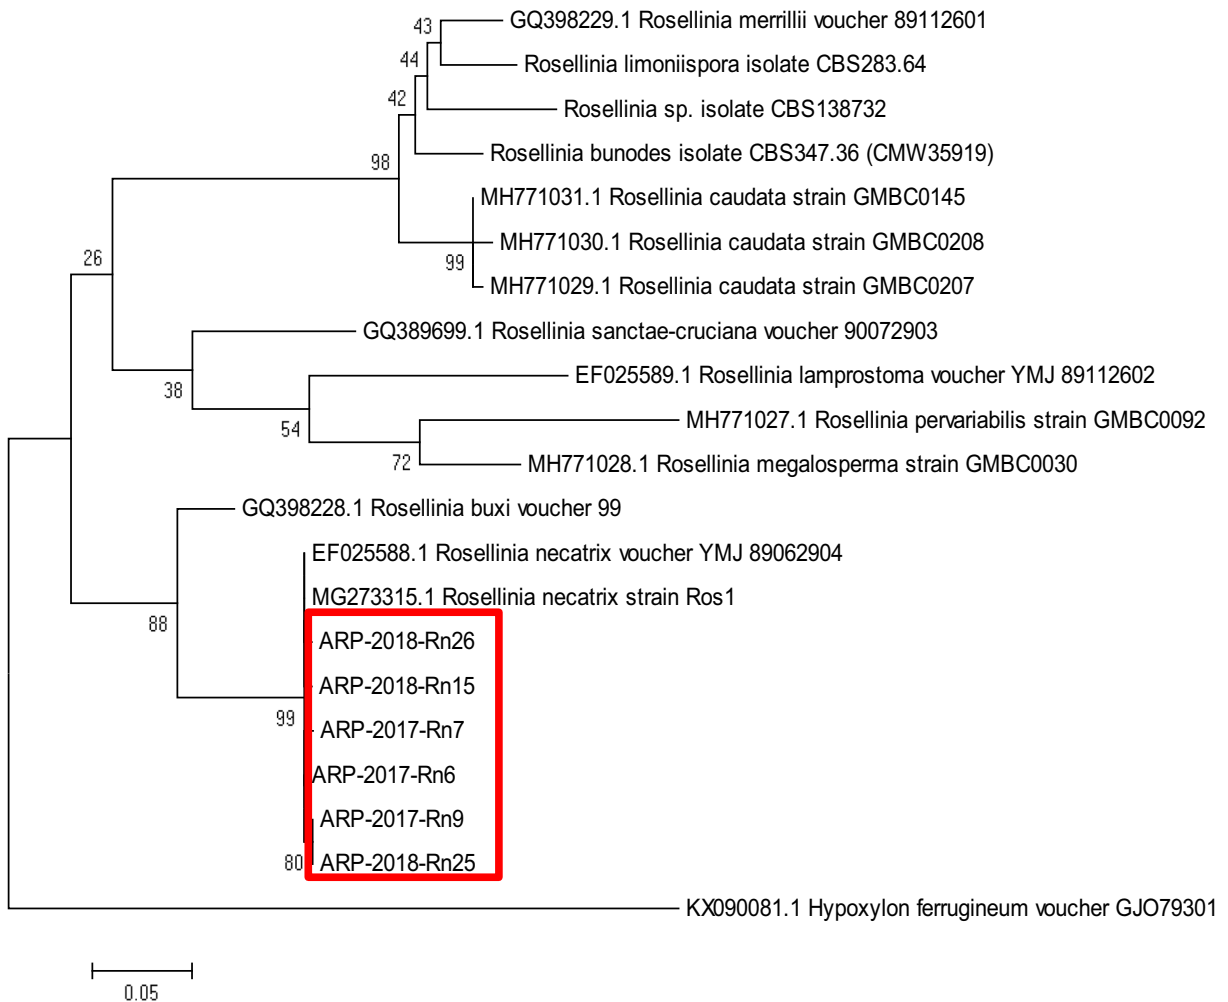 43
GQ398229.1 Rosellinia merrillii voucher 89112601
44
Rosellinia limoniispora isolate CBS283.64
42
Rosellinia sp. isolate CBS138732
98
Rosellinia bunodes isolate CBS347.36 (CMW35919)
MH771031.1 Rosellinia caudata strain GMBC0145
MH771030.1 Rosellinia caudata strain GMBC0208
99
MH771029.1 Rosellinia caudata strain GMBC0207
26
GQ389699.1 Rosellinia sanctae-cruciana voucher 90072903
38
EF025589.1 Rosellinia lamprostoma voucher YMJ 89112602
54
MH771027.1 Rosellinia pervariabilis strain GMBC0092
72
MH771028.1 Rosellinia megalosperma strain GMBC0030
GQ398228.1 Rosellinia buxi voucher 99
88
EF025588.1 Rosellinia necatrix voucher YMJ 89062904
MG273315.1 Rosellinia necatrix strain Ros1
ARP-2018-Rn26
ARP-2018-Rn15
99
ARP-2017-Rn7
ARP-2017-Rn6
ARP-2017-Rn9
80
ARP-2018-Rn25
KX090081.1 Hypoxylon ferrugineum voucher GJO79301
0.05